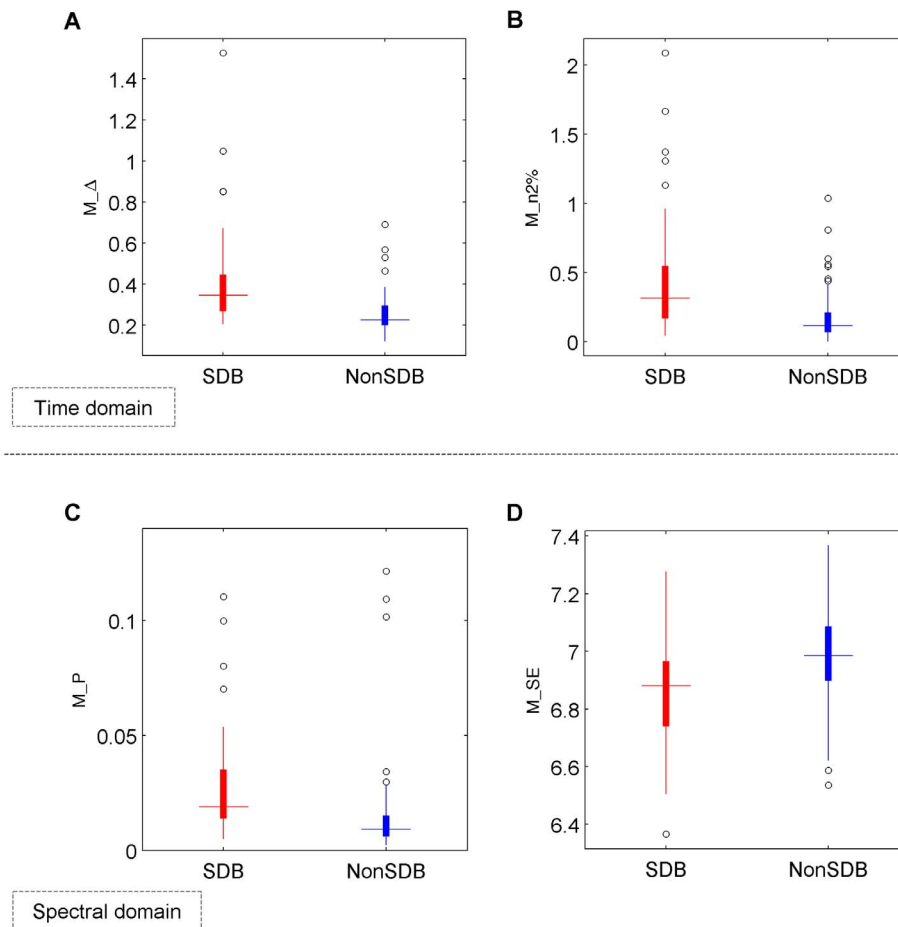 A
1.4
1.2
1
0.8
0.6
0.4
0.2
M_Δ
SDB NonSDB
B
2
1.5
1
0.5
0
M_n2%
SDB NonSDB
Time domain
C
0.1
0.05
0
M_P
SDB NonSDB
D
7.4
7.2
7
6.8
6.6
6.4
M_SE
SDB NonSDB
Spectral domain